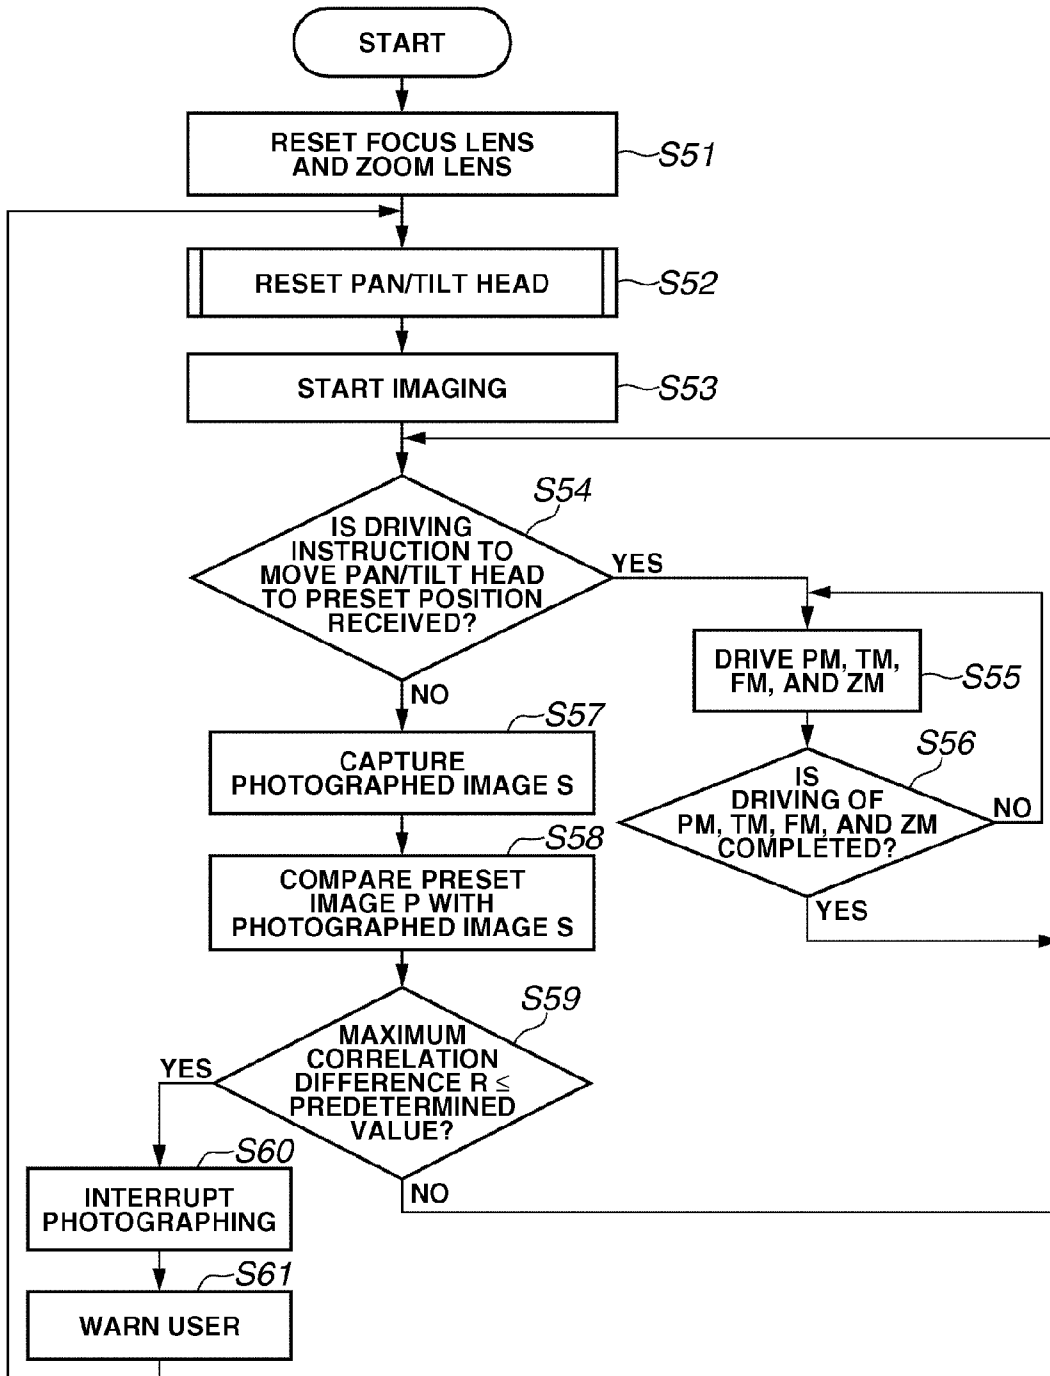 START
RESET FOCUS LENS
AND ZOOM LENS
S51
RESET PAN/TILT HEAD
S52
START IMAGING
S53
S54
IS DRIVING
INSTRUCTION TO
MOVE PAN/TILT HEAD
TO PRESET POSITION
RECEIVED?
YES
NO
DRIVE PM, TM,
FM, AND ZM
S55
S56
IS
DRIVING OF
PM, TM, FM, AND ZM
COMPLETED?
NO
YES
S57
CAPTURE
PHOTOGRAPHED IMAGE S
S58
COMPARE PRESET
IMAGE P WITH
PHOTOGRAPHED IMAGE S
S59
MAXIMUM
CORRELATION
DIFFERENCE R ≦
PREDETERMINED
VALUE?
YES
NO
S60
INTERRUPT
PHOTOGRAPHING
S61
WARN USER